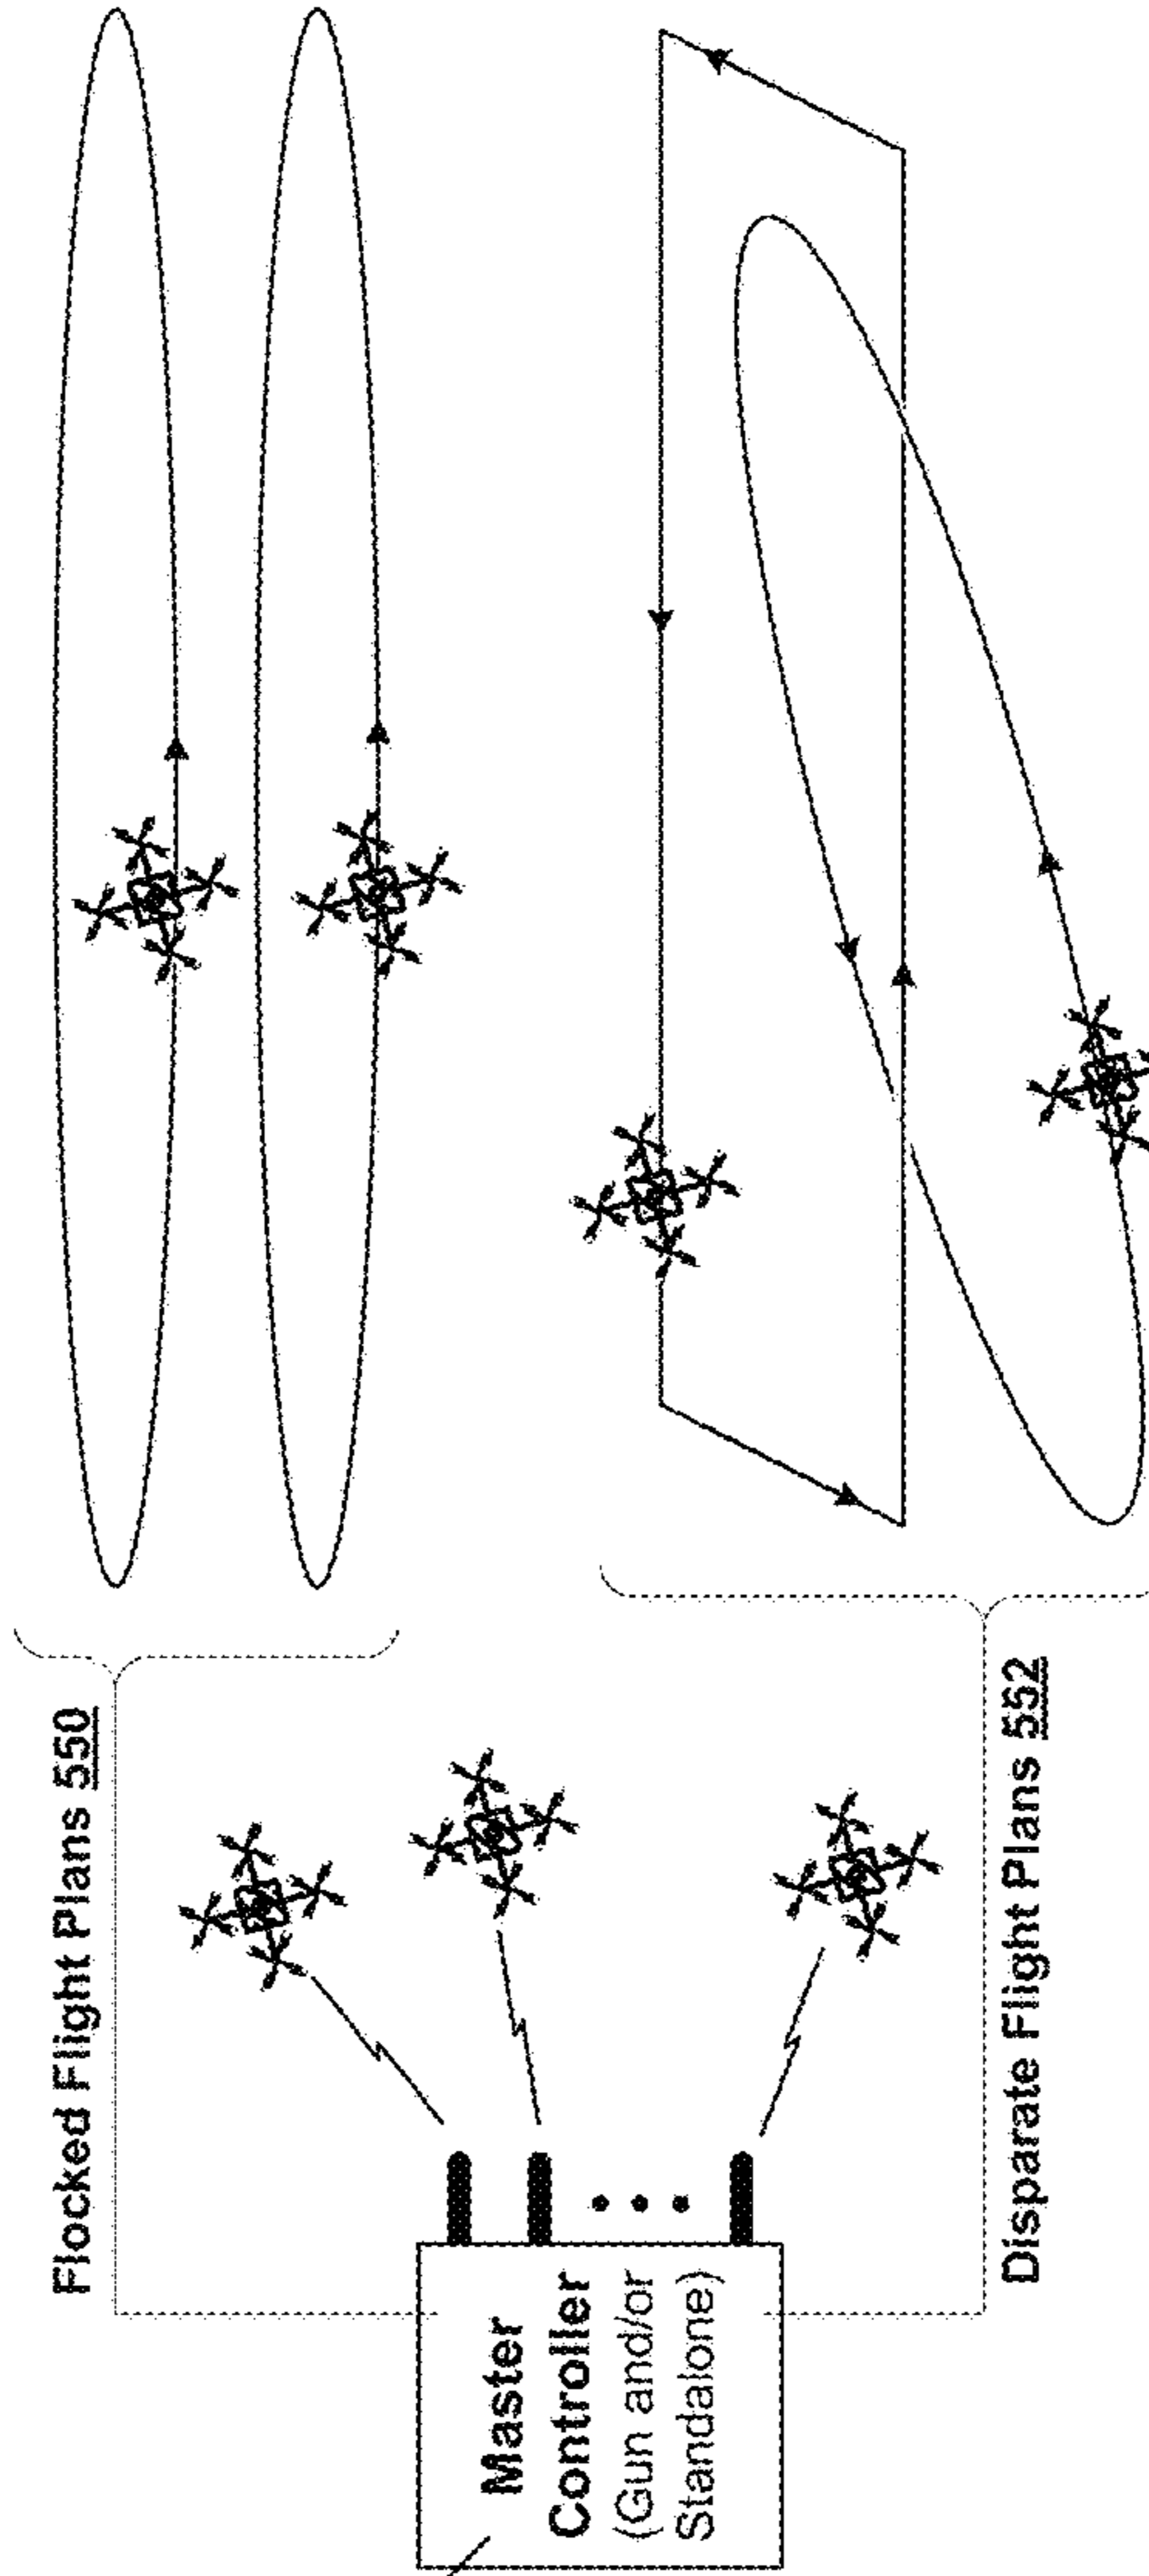 Flocked Flight Plans 550
Master
Controller
(Gun and/or
Standalone)
Disparate Flight Plans 552